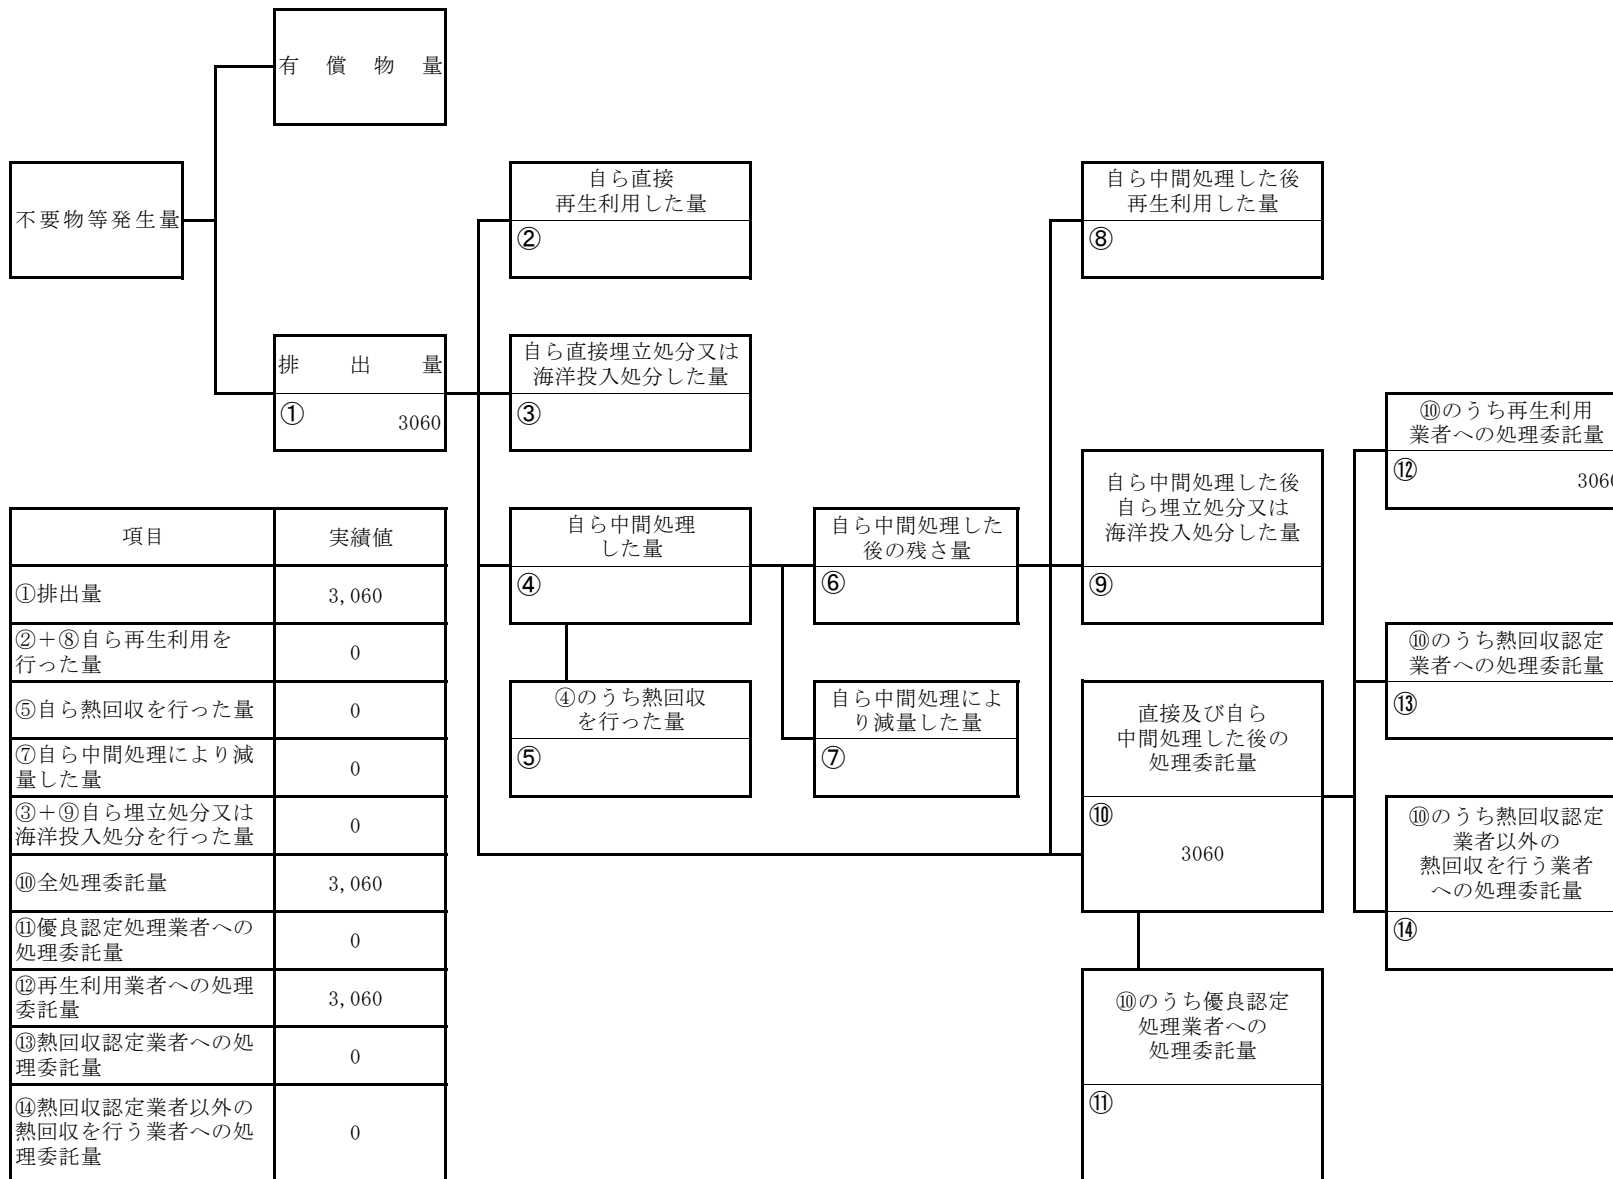 有償物量
不要物等発生量
排出量
①
3060
自ら直接
再生利用した量
②
自ら直接埋立処分又は
海洋投入処分した量
③
自ら中間処理
した量
④
④のうち熱回収
を行った量
⑤
自ら中間処理した
後の残さ量
⑥
自ら中間処理によ
り減量した量
⑦
自ら中間処理した後
再生利用した量
⑧
自ら中間処理した後
自ら埋立処分又は
海洋投入処分した量
⑨
直接及び自ら
中間処理した後の
処理委託量
⑩
3060
⑩のうち優良認定
処理業者への
処理委託量
⑪
⑩のうち再生利用
業者への処理委託量
⑫
3060
⑩のうち熱回収認定
業者への処理委託量
⑬
⑩のうち熱回収認定
業者以外の
熱回収を行う業者
への処理委託量
⑭
項目 実績値
①排出量 3,060
②+⑧自ら再生利用を
行った量 0
⑤自ら熱回収を行った量 0
⑦自ら中間処理により減
量した量 0
③+⑨自ら埋立処分又は
海洋投入処分を行った量 0
⑩全処理委託量 3,060
⑪優良認定処理業者への
処理委託量 0
⑫再生利用業者への処理
委託量 3,060
⑬熱回収認定業者への処
理委託量 0
⑭熱回収認定業者以外の
熱回収を行う業者への処
理委託量 0